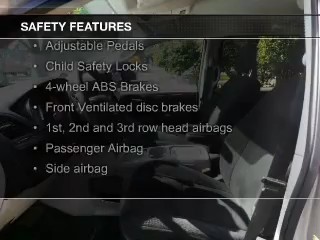 SAFETY FEATURES
• Adjustable Pedals
• Child Safety Locks
• 4-wheel ABS Brakes
• Front Ventilated disc brakes
• 1st, 2nd and 3rd row head airbags
• Passenger Airbag
• Side airbag